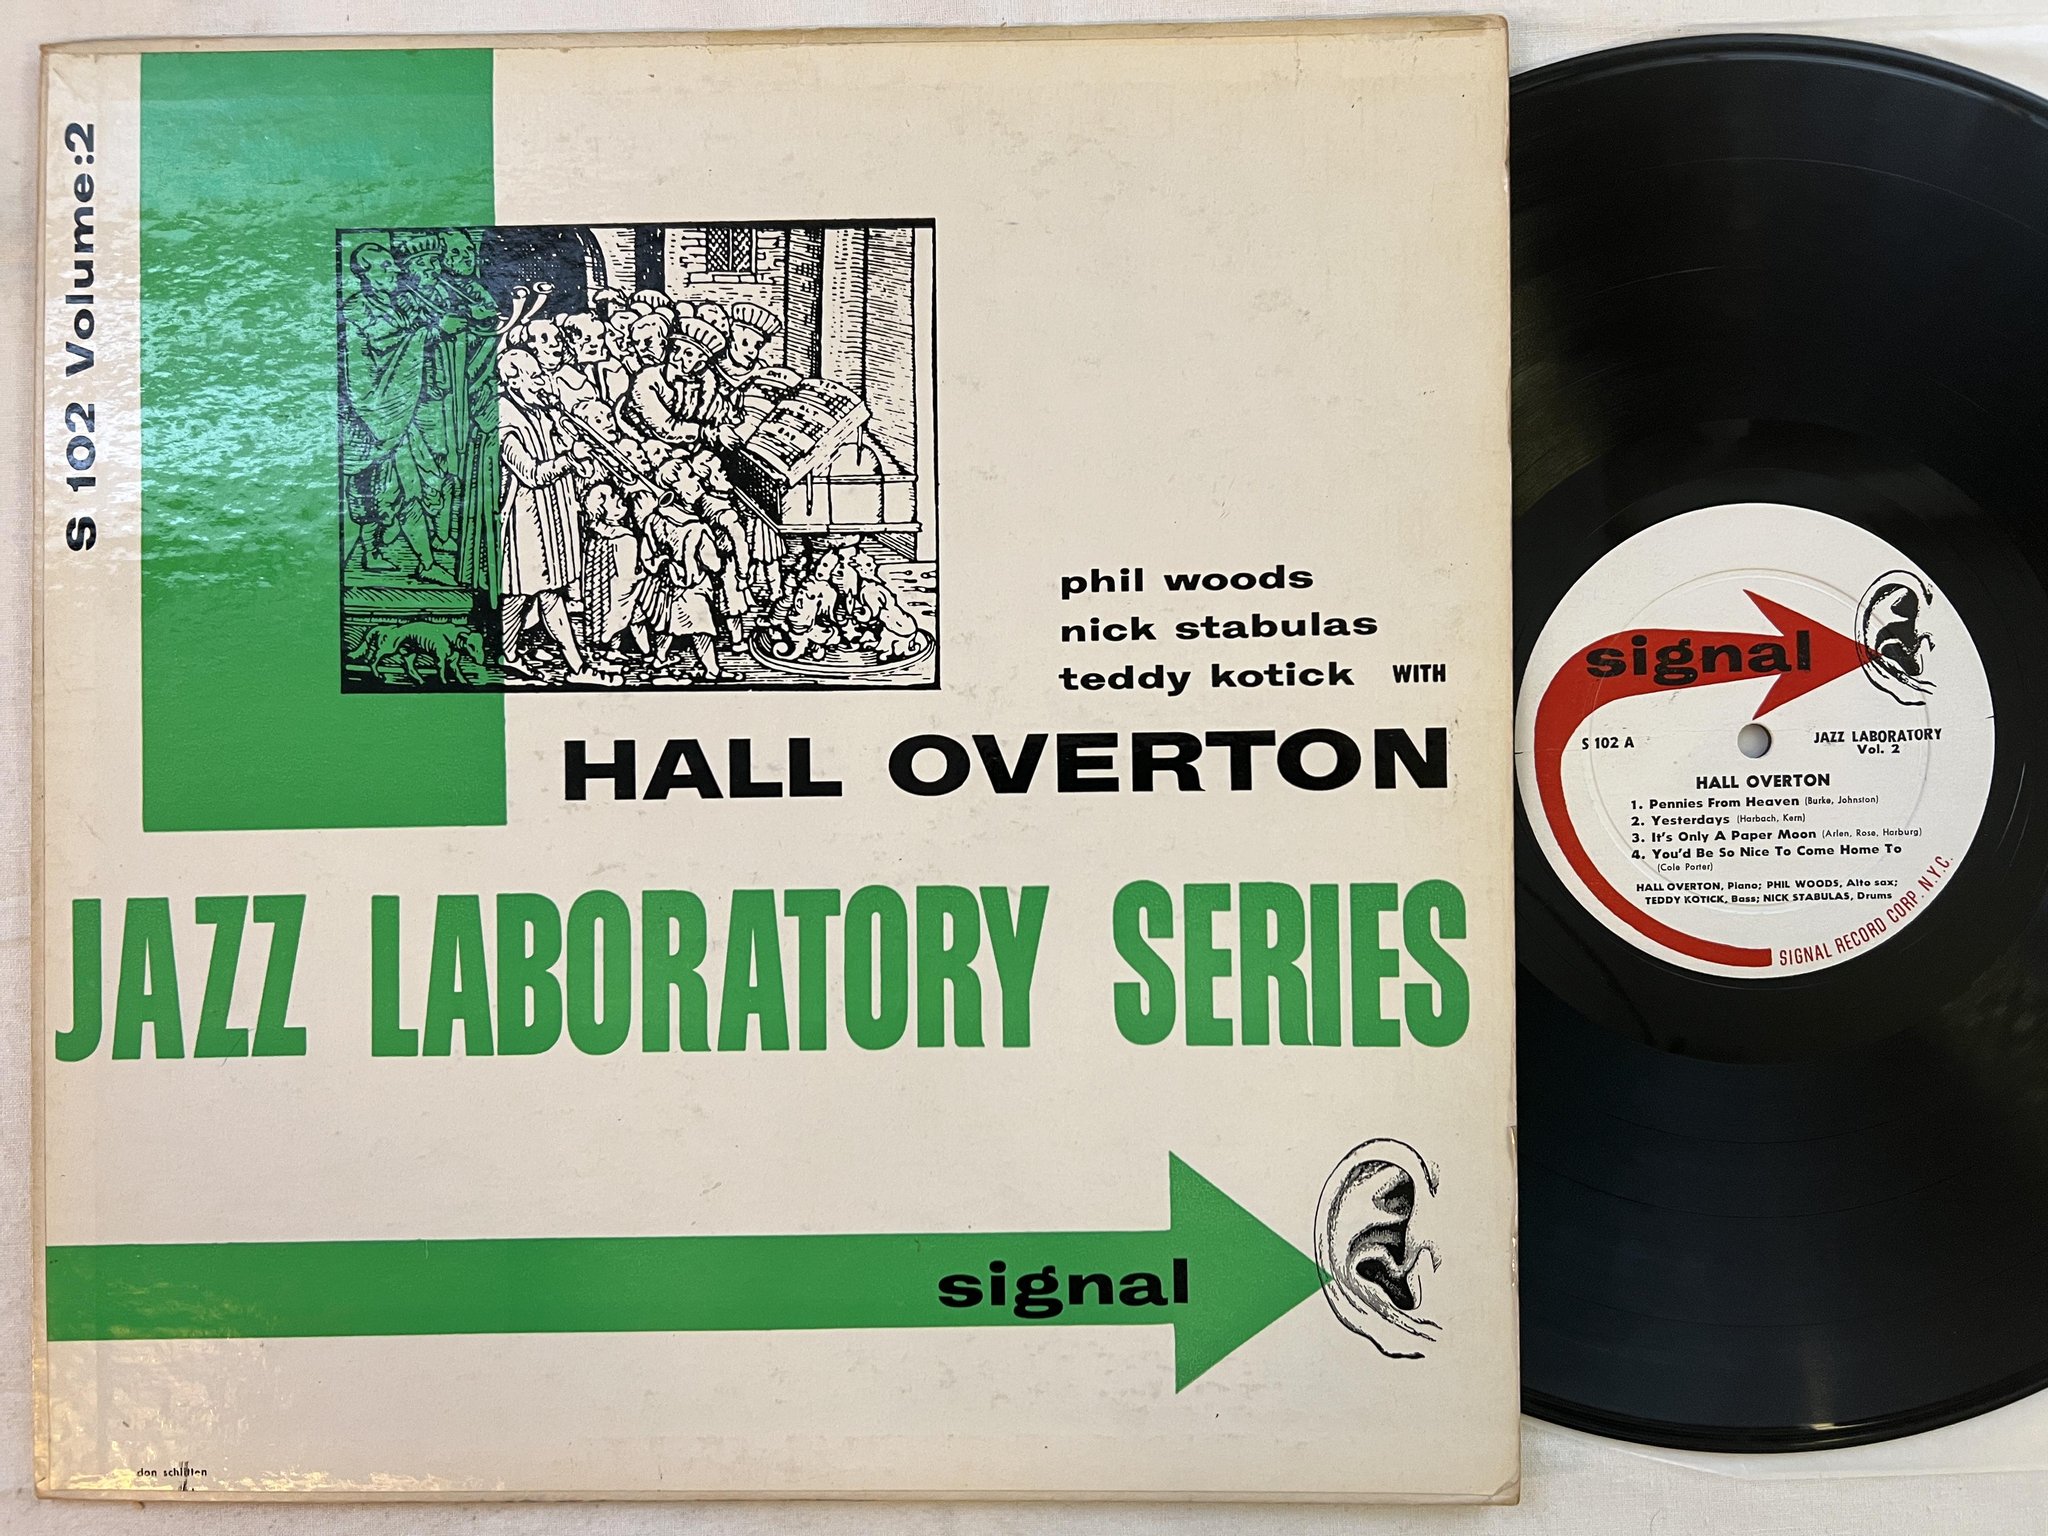 S 102 Volume:2
phil woods
nick stabulas
teddy kotick WITH
HALL OVERTON
JAZZ LABORATORY SERIES
signal
don schlitten
signal
S 102 A
JAZZ LABORATORY
Vol. 2
HALL OVERTON
1. Pennies From Heaven (Burke, Johnston)
2. Yesterdays (Harbach, Kern)
3. It's Only A Paper Moon (Arlen, Rose, Harburg)
4. You'd Be So Nice To Come Home To
(Cole Porter)
HALL OVERTON, Piano; PHIL WOODS, Alto sax;
TEDDY KOTICK, Bass; NICK STABULAS, Drums
SIGNAL RECORD CORP. N.Y.C.